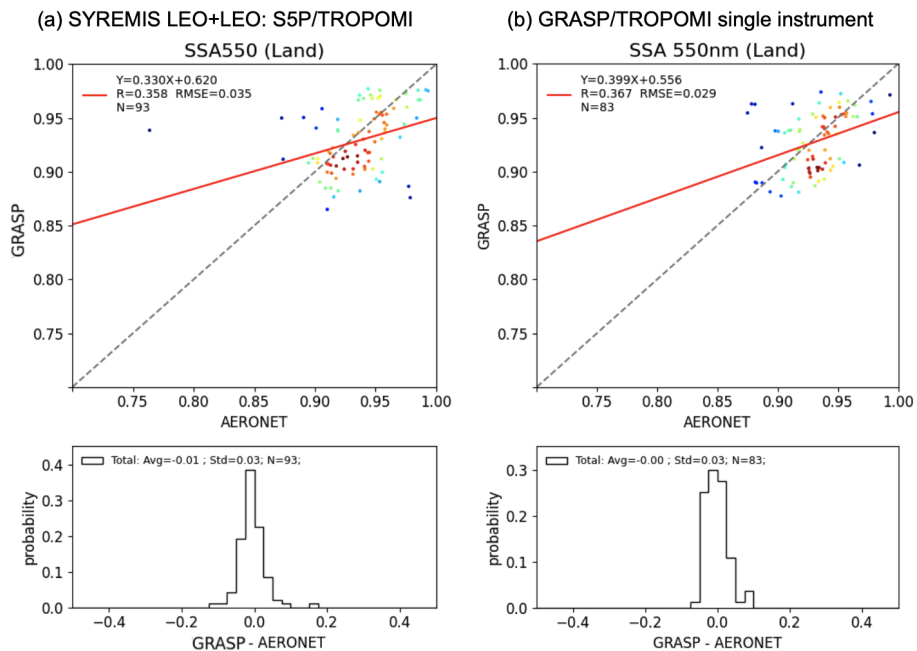 (a) SYREMIS LEO+LEO: S5P/TROPOMI
SSA550 (Land)
1.00
0.95
0.90
0.85
0.80
0.75
GRASP
Y=0.330X+0.620
R=0.358 RMSE=0.035
N=93
0.75 0.80 0.85 0.90 0.95 1.00
AERONET
0.4
0.3
0.2
0.1
0.0
probability
Total: Avg=-0.01 ; Std=0.03; N=93;
−0.4 −0.2 0.0 0.2 0.4
GRASP - AERONET
(b) GRASP/TROPOMI single instrument
SSA 550nm (Land)
1.00
0.95
0.90
0.85
0.80
0.75
GRASP
Y=0.399X+0.556
R=0.367 RMSE=0.029
N=83
0.75 0.80 0.85 0.90 0.95 1.00
AERONET
0.3
0.2
0.1
0.0
probability
Total: Avg=-0.00 ; Std=0.03; N=83;
−0.4 −0.2 0.0 0.2 0.4
GRASP - AERONET